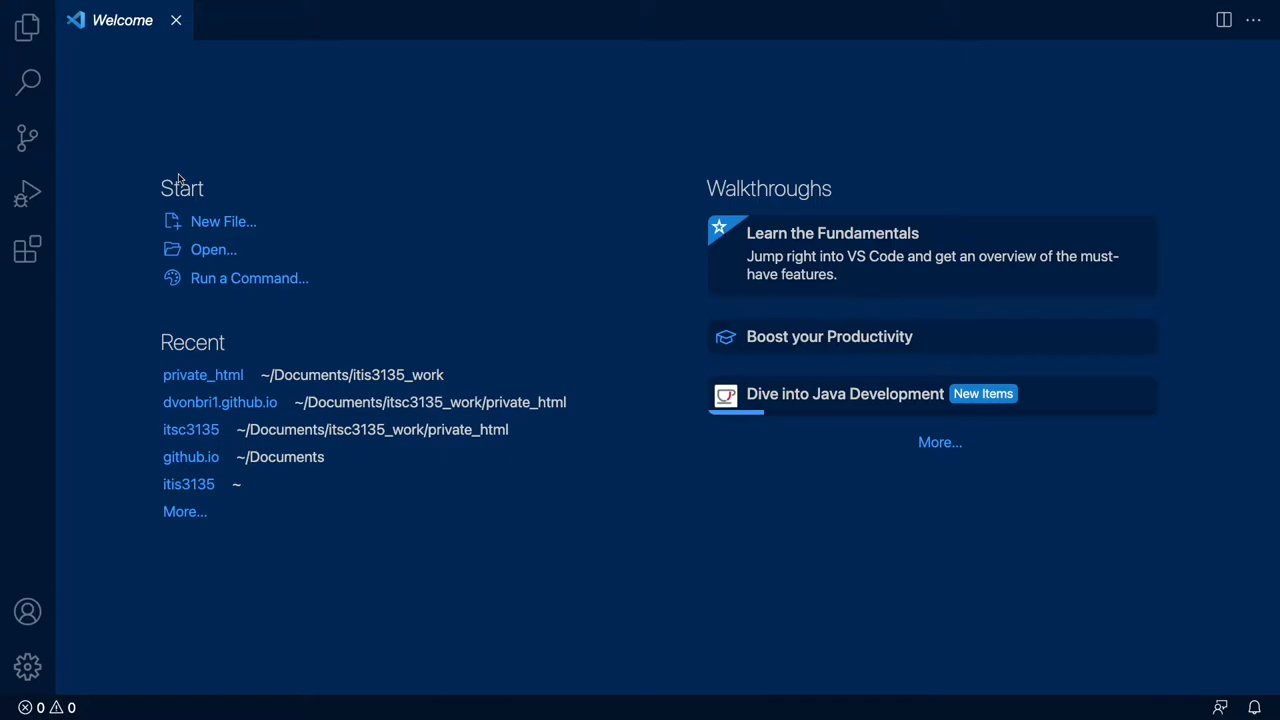 Welcome
Start
New File...
Open...
Run a Command...
Recent
private_html ~/Documents/itis3135_work
dvonbri1.github.io ~/Documents/itsc3135_work/private_html
itsc3135 ~/Documents/itsc3135_work/private_html
github.io ~/Documents
itis3135 ~
More...
Walkthroughs
Learn the Fundamentals
Jump right into VS Code and get an overview of the must-
have features.
Boost your Productivity
Dive into Java Development New Items
More...
0 0